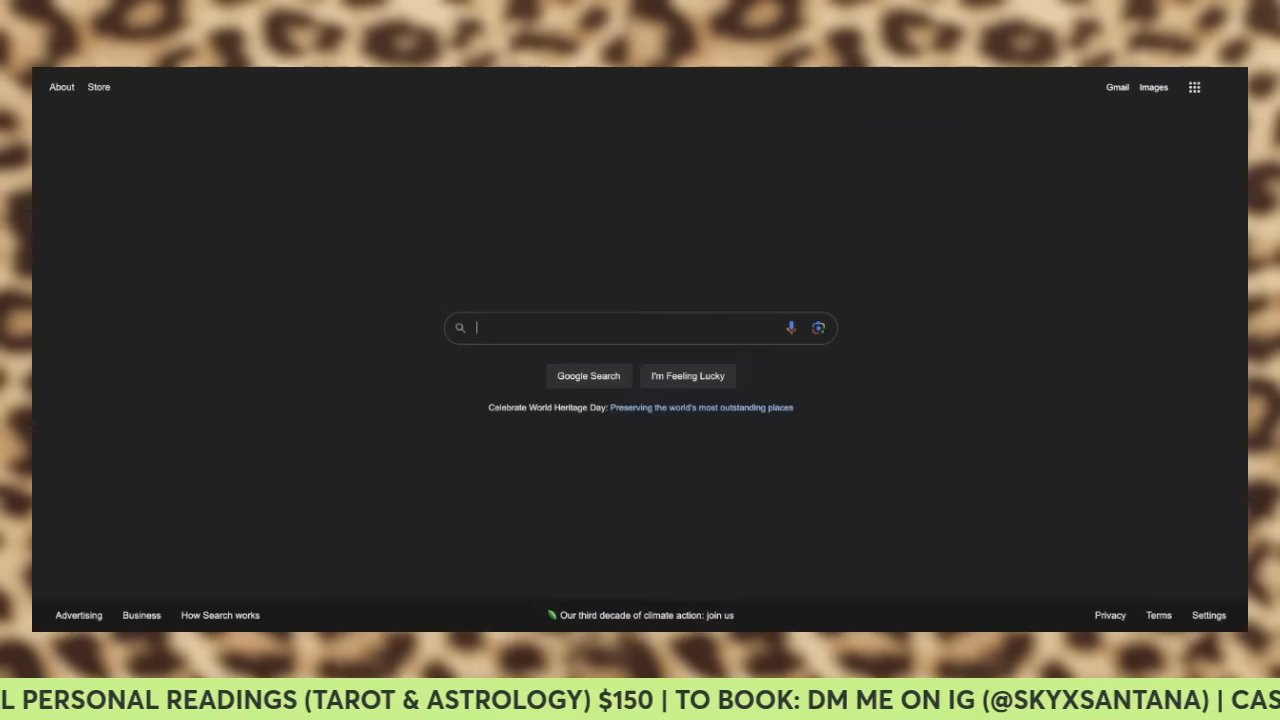 About Store Gmail Images
Google Search I'm Feeling Lucky
Celebrate World Heritage Day: Preserving the world's most outstanding places
Advertising Business How Search works Our third decade of climate action: join us Privacy Terms Settings
L PERSONAL READINGS (TAROT & ASTROLOGY) $150 | TO BOOK: DM ME ON IG (@SKYXSANTANA) | CAS